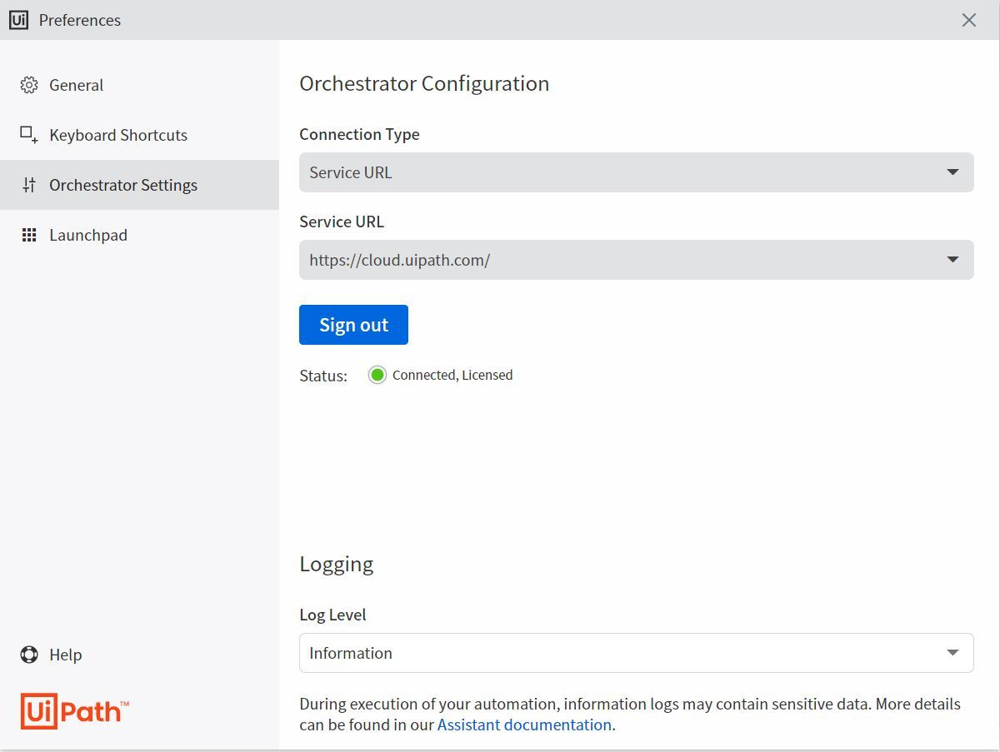 Ui Preferences
General
Keyboard Shortcuts
Orchestrator Settings
Launchpad
Orchestrator Configuration
Connection Type
Service URL
Service URL
https://cloud.uipath.com/
Sign out
Status: Connected, Licensed
Logging
Log Level
Information
During execution of your automation, information logs may contain sensitive data. More details
can be found in our Assistant documentation.
Help
UiPath™